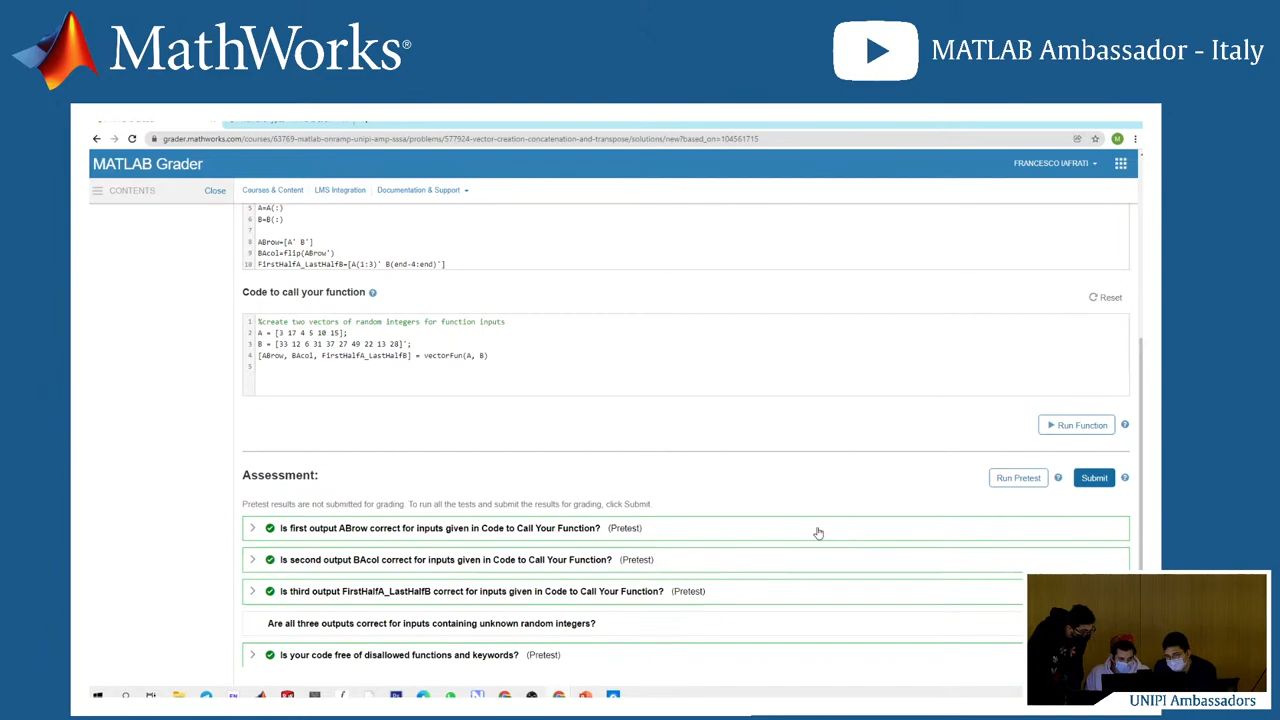 MathWorks®
MATLAB Ambassador - Italy
grader.mathworks.com/courses/63769-matlab-onramp-unipi-amp-sssa/problems/577924-vector-creation-concatenation-and-transpose/solutions/new?based_on=104561715
M
MATLAB Grader
FRANCESCO IAFRATI
CONTENTS
Close
Courses & Content
LMS Integration
Documentation & Support
5 A=A(:)
6 B=B(:)
7
8 ABrow=[A' B']
9 BAcol=flip(ABrow')
10 FirstHalfA_LastHalfB=[A(1:3)' B(end-4:end)']
Code to call your function
Reset
1 %create two vectors of random integers for function inputs
2 A = [3 17 4 5 10 15];
3 B = [33 12 6 31 37 27 49 22 13 28]';
4 [ABrow, BAcol, FirstHalfA_LastHalfB] = vectorFun(A, B)
5
Run Function
Assessment:
Run Pretest
Submit
Pretest results are not submitted for grading. To run all the tests and submit the results for grading, click Submit.
Is first output ABrow correct for inputs given in Code to Call Your Function? (Pretest)
Is second output BAcol correct for inputs given in Code to Call Your Function? (Pretest)
Is third output FirstHalfA_LastHalfB correct for inputs given in Code to Call Your Function? (Pretest)
Are all three outputs correct for inputs containing unknown random integers?
Is your code free of disallowed functions and keywords? (Pretest)
UNIPI Ambassadors